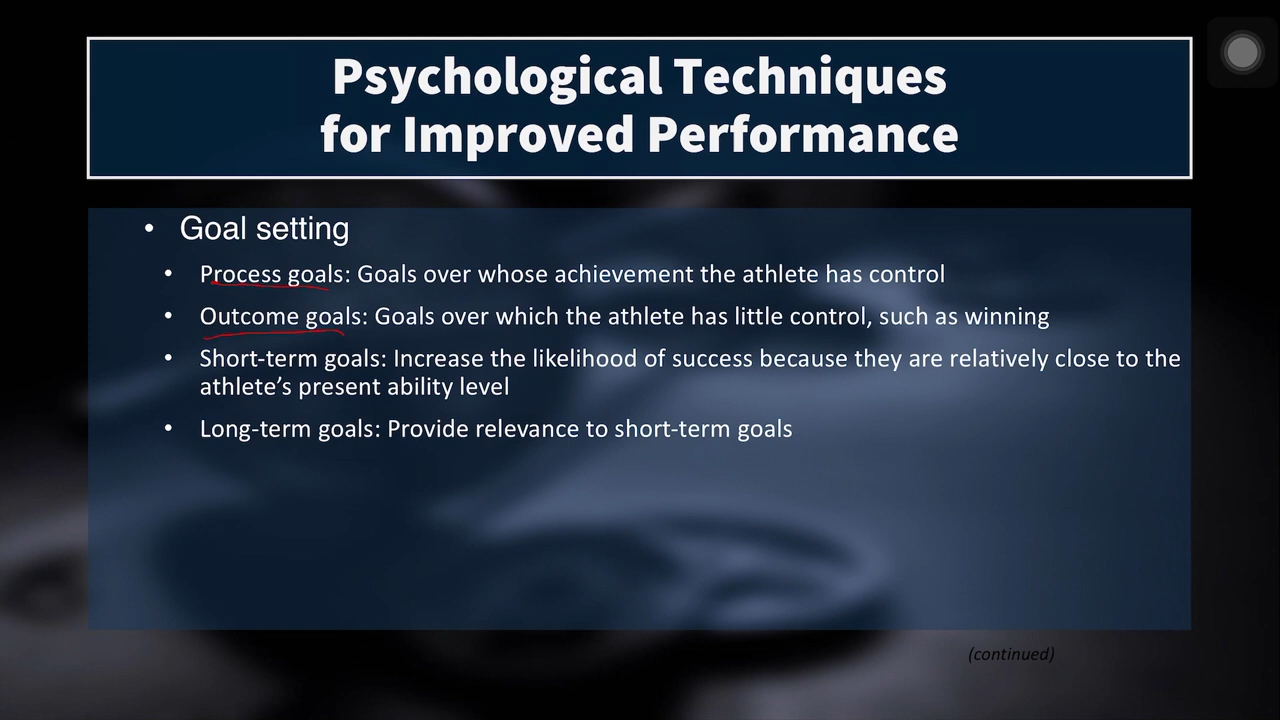 Psychological Techniques
for Improved Performance
• Goal setting
• Process goals: Goals over whose achievement the athlete has control
• Outcome goals: Goals over which the athlete has little control, such as winning
• Short-term goals: Increase the likelihood of success because they are relatively close to the
athlete’s present ability level
• Long-term goals: Provide relevance to short-term goals
(continued)